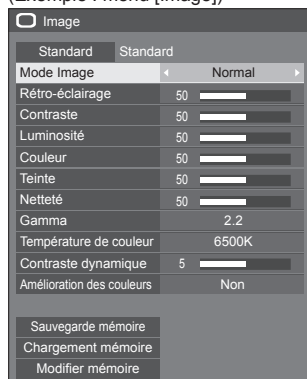 (Exemple : menu [Image])
Image
Standard Standard
Mode Image Normal
Rétro-éclairage 50
Contraste 50
Luminosité 50
Couleur 50
Teinte 50
Netteté 50
Gamma 2.2
Température de couleur 6500K
Contraste dynamique 5
Amélioration des couleurs Non
Sauvegarde mémoire
Chargement mémoire
Modifier mémoire